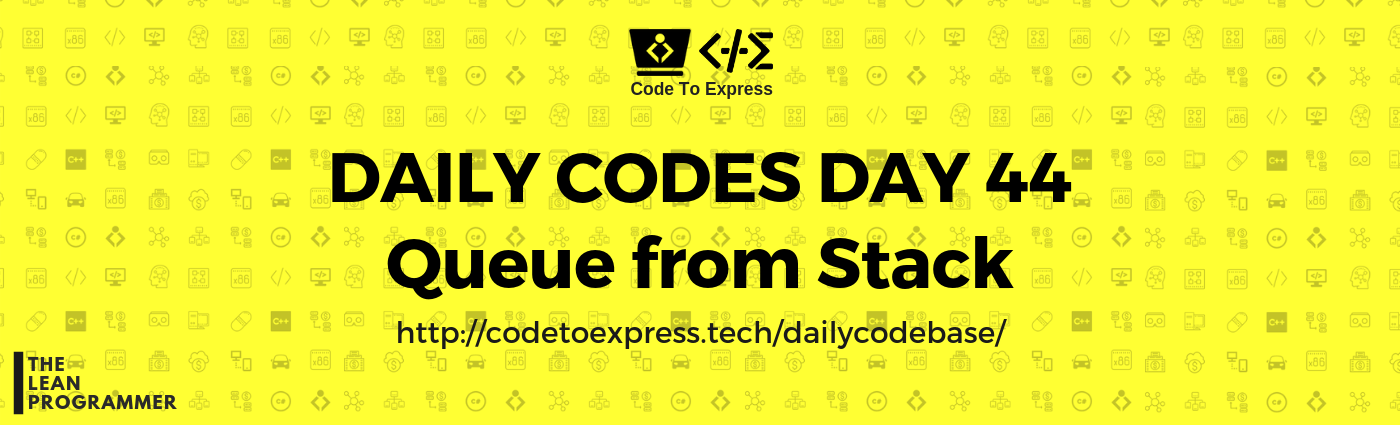 Code To Express
DAILY CODES DAY 44
Queue from Stack
http://codetoexpress.tech/dailycodebase/
THE
LEAN
PROGRAMMER